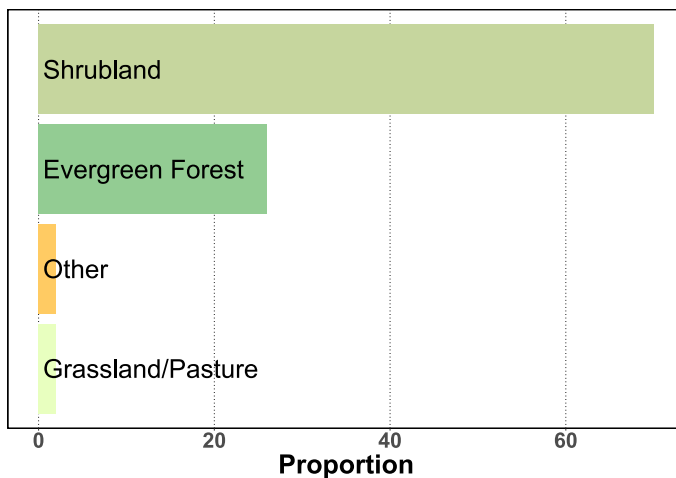 Shrubland
Evergreen Forest
Other
Grassland/Pasture
0 20 40 60
Proportion